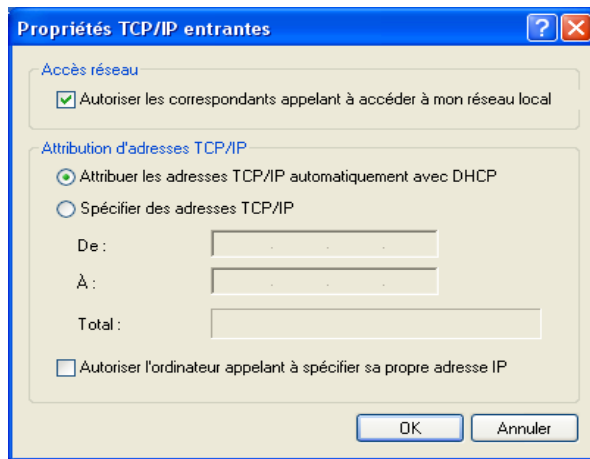 Propriétés TCP/IP entrantes
Accès réseau
Autoriser les correspondants appelant à accéder à mon réseau local
Attribution d'adresses TCP/IP
Attribuer les adresses TCP/IP automatiquement avec DHCP
Spécifier des adresses TCP/IP
De :
À :
Total :
Autoriser l'ordinateur appelant à spécifier sa propre adresse IP
OK Annuler